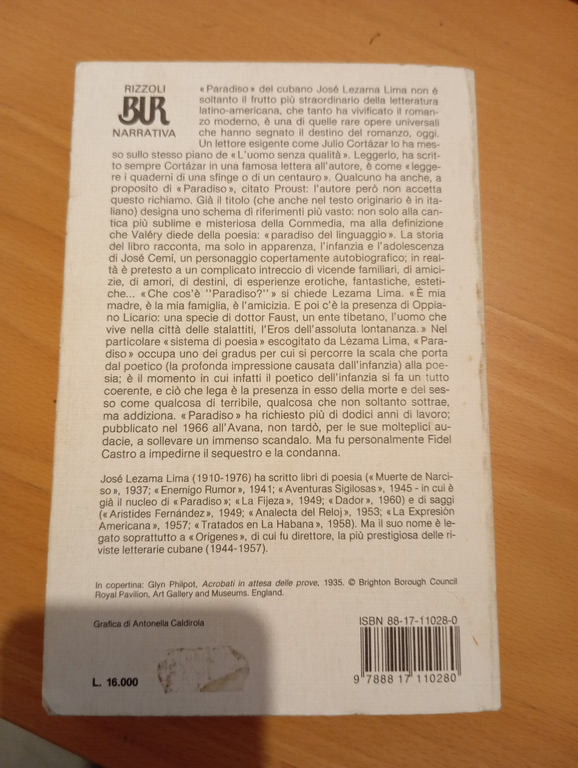 RIZZOLI
BUR
NARRATIVA
«Paradiso» del cubano José Lezama Lima non è
soltanto il frutto più straordinario della letteratura
latino-americana, che tanto ha vivificato il roman-
zo moderno, è una di quelle rare opere universali
che hanno segnato il destino del romanzo, oggi.
Un lettore esigente come Julio Cortázar lo ha mes-
so sullo stesso piano de «L'uomo senza qualità». Leggerlo, ha scrit-
to sempre Cortázar in una famosa lettera all'autore, è come «legge-
re i quaderni di una sfinge o di un centauro». Qualcuno ha anche, a
proposito di «Paradiso», citato Proust: l'autore però non accetta
questo richiamo. Già il titolo (che anche nel testo originario è in ita-
liano) designa uno schema di riferimenti più vasto: non solo alla can-
tica più sublime e misteriosa della Commedia, ma alla definizione
che Valéry diede della poesia: «paradiso del linguaggio». La storia
del libro racconta, ma solo in apparenza, l'infanzia e l'adolescenza
di José Cemí, un personaggio copertamente autobiografico; in real-
tà è pretesto a un complicato intreccio di vicende familiari, di amici-
zie, di amori, di destini, di esperienze erotiche, fantastiche, esteti-
che... «Che cos'è ''Paradiso?''» si chiede Lezama Lima. «È mia
madre, è la mia famiglia, è l'amicizia. E poi c'è la presenza di Oppia-
no Licario: una specie di dottor Faust, un ente tibetano, l'uomo che
vive nella città delle stalattiti, l'Eros dell'assoluta lontananza.» Nel
particolare «sistema di poesia» escogitato da Lézama Lima, «Para-
diso» occupa uno dei gradus per cui si percorre la scala che porta
dal poetico (la profonda impressione causata dall'infanzia) alla poe-
sia; è il momento in cui infatti il poetico dell'infanzia si fa un tutto
coerente, e ciò che lega è la presenza in esso della morte e del ses-
so come qualcosa di terribile, qualcosa che non soltanto sottrae,
ma addiziona. «Paradiso» ha richiesto più di dodici anni di lavoro;
pubblicato nel 1966 all'Avana, non tardò, per le sue molteplici au-
dacie, a sollevare un immenso scandalo. Ma fu personalmente Fidel
Castro a impedirne il sequestro e la condanna.
José Lezama Lima (1910-1976) ha scritto libri di poesia («Muerte de Narci-
so», 1937; «Enemigo Rumor», 1941; «Aventuras Sigilosas», 1945 - in cui è
già il nucleo di «Paradiso»; «La Fijeza», 1949; «Dador», 1960) e di saggi
(«Aristides Fernández», 1949; «Analecta del Reloj», 1953; «La Expresiòn
Americana», 1957; «Tratados en La Habana», 1958). Ma il suo nome è le-
gato soprattutto a «Orígenes», di cui fu direttore, la più prestigiosa delle ri-
viste letterarie cubane (1944-1957).
In copertina: Glyn Philpot, Acrobati in attesa delle prove, 1935. © Brighton Borough Council
Royal Pavilion, Art Gallery and Museums. England.
Grafica di Antonella Caldirola
ISBN 88-17-11028-0
L. 16.000
9 788817 110280